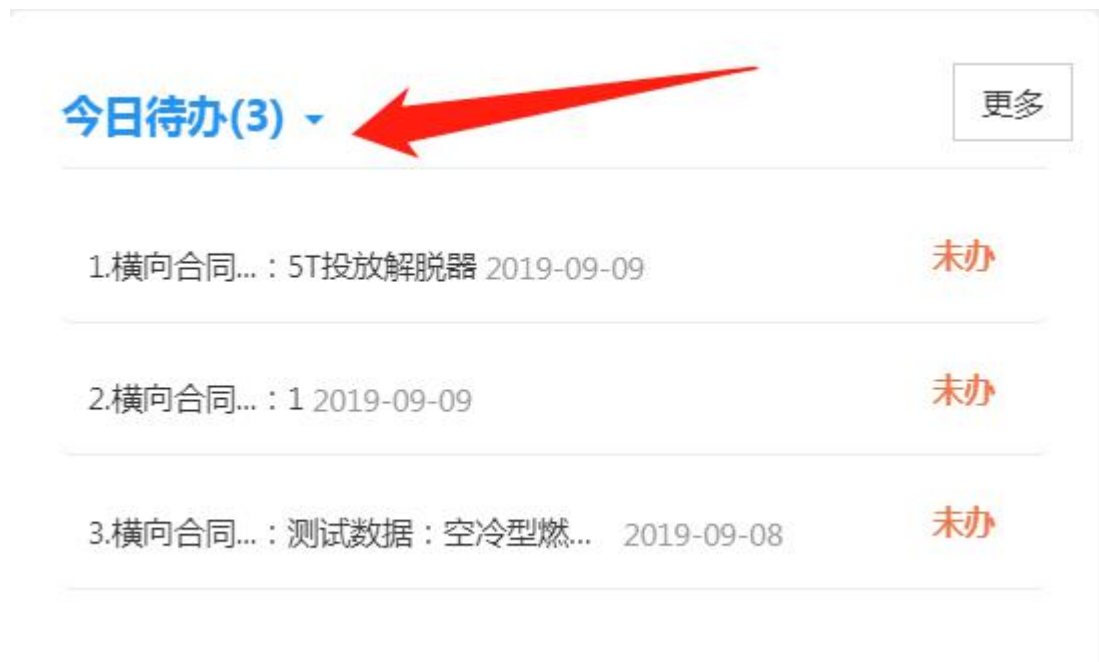 今日待办(3)
更多
1.横向合同...：5T投放解脱器 2019-09-09
未办
2.横向合同...：1 2019-09-09
未办
3.横向合同...：测试数据：空冷型燃... 2019-09-08
未办